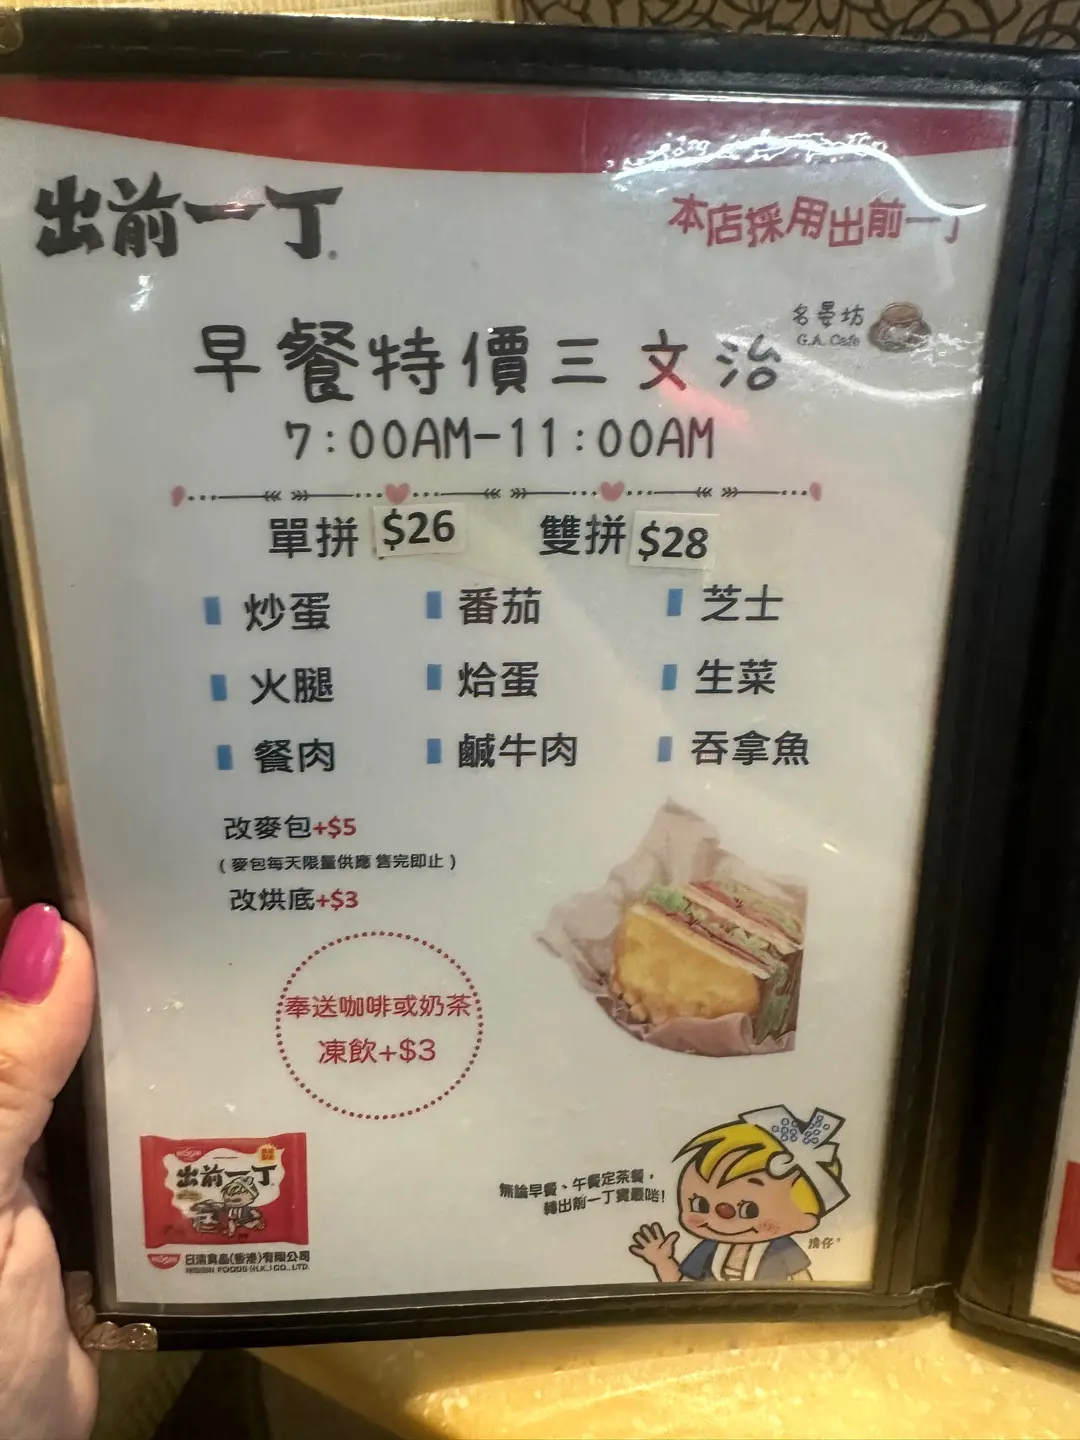 出前一丁
本店採用出前一丁
名晏坊
G.A. Cafe
早餐特價三文治
7:00AM-11:00AM
單拼 $26 雙拼 $28
炒蛋 番茄 芝士
火腿 烚蛋 生菜
餐肉 鹹牛肉 吞拿魚
改麥包+$5
(麥包每天限量供應 售完即止)
改烘底+$3
奉送咖啡或奶茶
凍飲+$3
無論早餐、午餐定茶餐,
轉出前一丁實最啱!
清仔
NISSIN
出前一丁
NISSIN 日清食品(香港)有限公司
NISSIN FOODS (H.K.) CO., LTD.